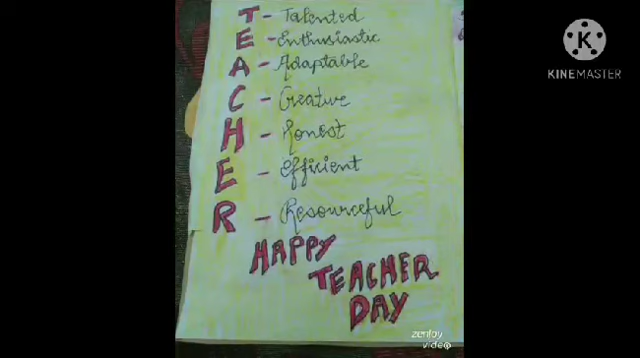 T - Talented
E - Enthusiastic
A - Adaptable
C - Creative
H - Honest
E - Efficient
R - Resourceful
HAPPY
TEACHER
DAY
KINEMASTER
zenfoy
video